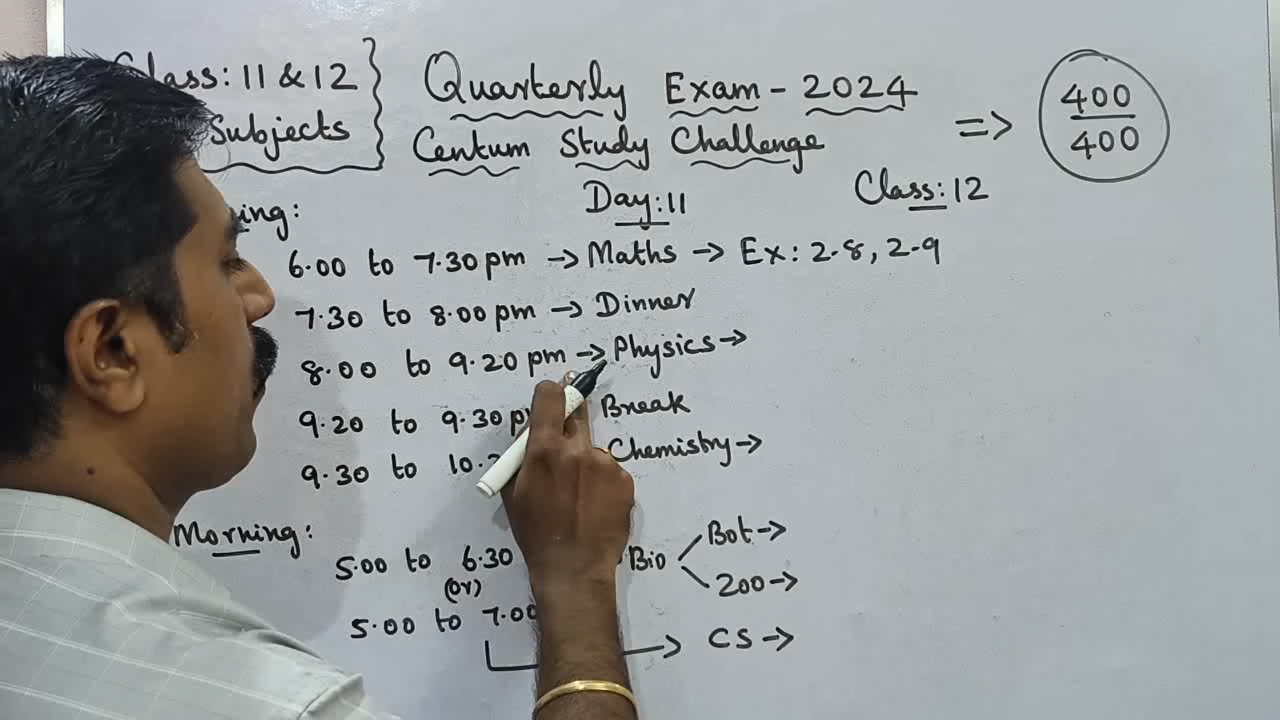 Class: 11 & 12
Subjects
Quarterly Exam - 2024
Centum Study Challenge
=> 400/400
Day: 11
Class: 12
6.00 to 7.30 pm -> Maths -> Ex: 2.8, 2.9
7.30 to 8.00 pm -> Dinner
8.00 to 9.20 pm -> Physics ->
9.20 to 9.30 Break
9.30 to Chemistry ->
Morning:
5.00 to 6.30 Bio
Bot ->
Zoo ->
(or)
5.00 to 7.00
-> CS ->